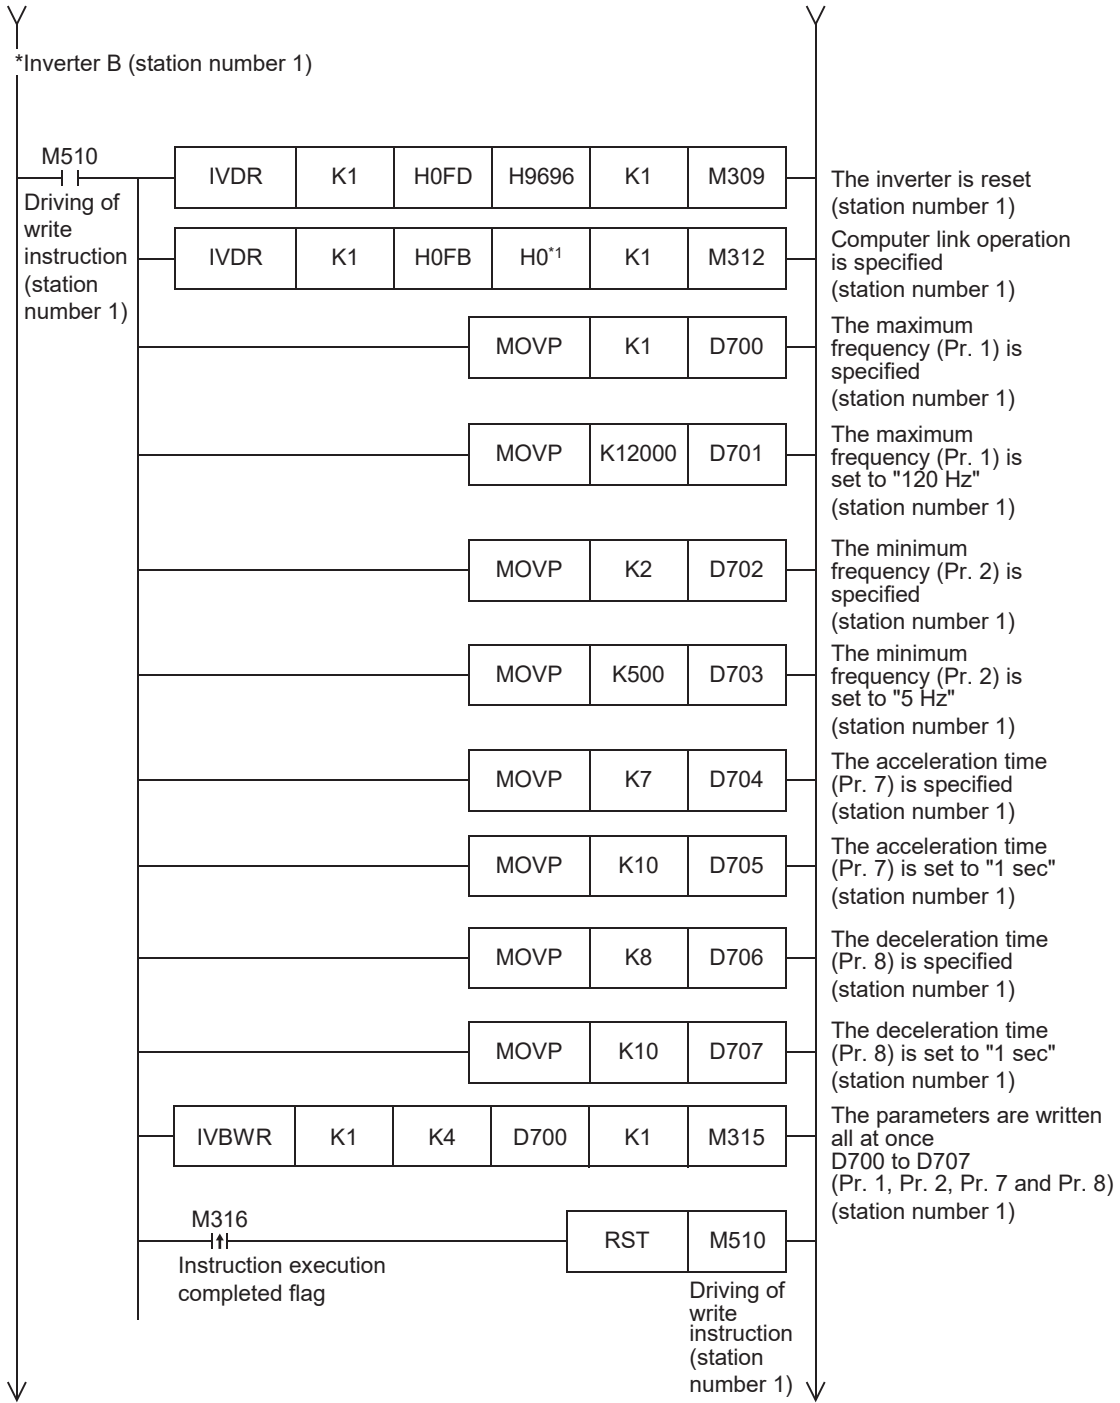 *Inverter B (station number 1)
M510
Driving of
write
instruction
(station
number 1)
IVDR K1 H0FD H9696 K1 M309
The inverter is reset
(station number 1)
IVDR K1 H0FB H0*1 K1 M312
Computer link operation
is specified
(station number 1)
MOVP K1 D700
The maximum
frequency (Pr. 1) is
specified
(station number 1)
MOVP K12000 D701
The maximum
frequency (Pr. 1) is
set to "120 Hz"
(station number 1)
MOVP K2 D702
The minimum
frequency (Pr. 2) is
specified
(station number 1)
MOVP K500 D703
The minimum
frequency (Pr. 2) is
set to "5 Hz"
(station number 1)
MOVP K7 D704
The acceleration time
(Pr. 7) is specified
(station number 1)
MOVP K10 D705
The acceleration time
(Pr. 7) is set to "1 sec"
(station number 1)
MOVP K8 D706
The deceleration time
(Pr. 8) is specified
(station number 1)
MOVP K10 D707
The deceleration time
(Pr. 8) is set to "1 sec"
(station number 1)
IVBWR K1 K4 D700 K1 M315
The parameters are written
all at once
D700 to D707
(Pr. 1, Pr. 2, Pr. 7 and Pr. 8)
(station number 1)
M316
Instruction execution
completed flag
RST M510
Driving of
write
instruction
(station
number 1)